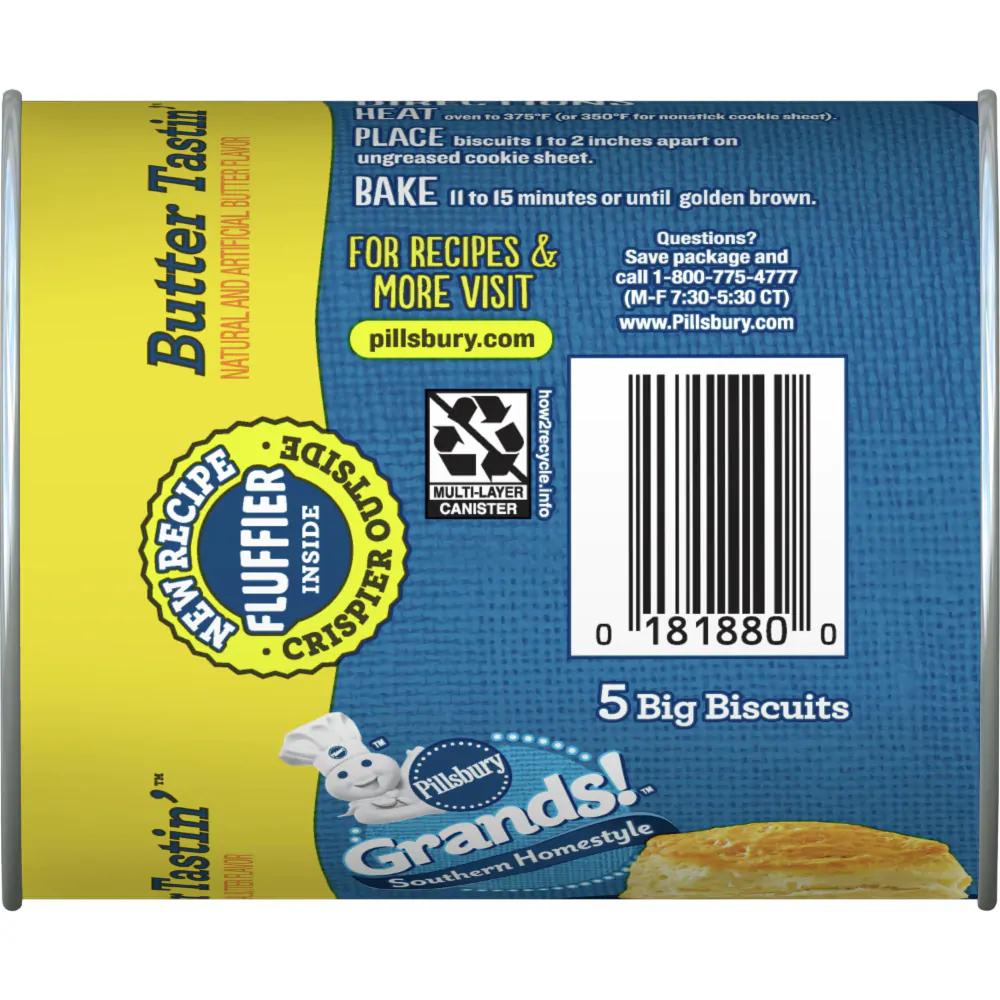 DIRECTIONS
HEAT oven to 375°F (or 350°F for nonstick cookie sheet).
PLACE biscuits 1 to 2 inches apart on
ungreased cookie sheet.
BAKE 11 to 15 minutes or until golden brown.
FOR RECIPES &
MORE VISIT
pillsbury.com
Questions?
Save package and
call 1-800-775-4777
(M-F 7:30-5:30 CT)
www.Pillsbury.com
MULTI-LAYER
CANISTER
how2recycle.info
0 181880 0
5 Big Biscuits
Pillsbury
Grands!™
Southern Homestyle
Butter Tastin'
NATURAL AND ARTIFICIAL BUTTER FLAVOR
NEW RECIPE
FLUFFIER
INSIDE
· CRISPIER OUTSIDE ·
Tastin'™
FLAVOR